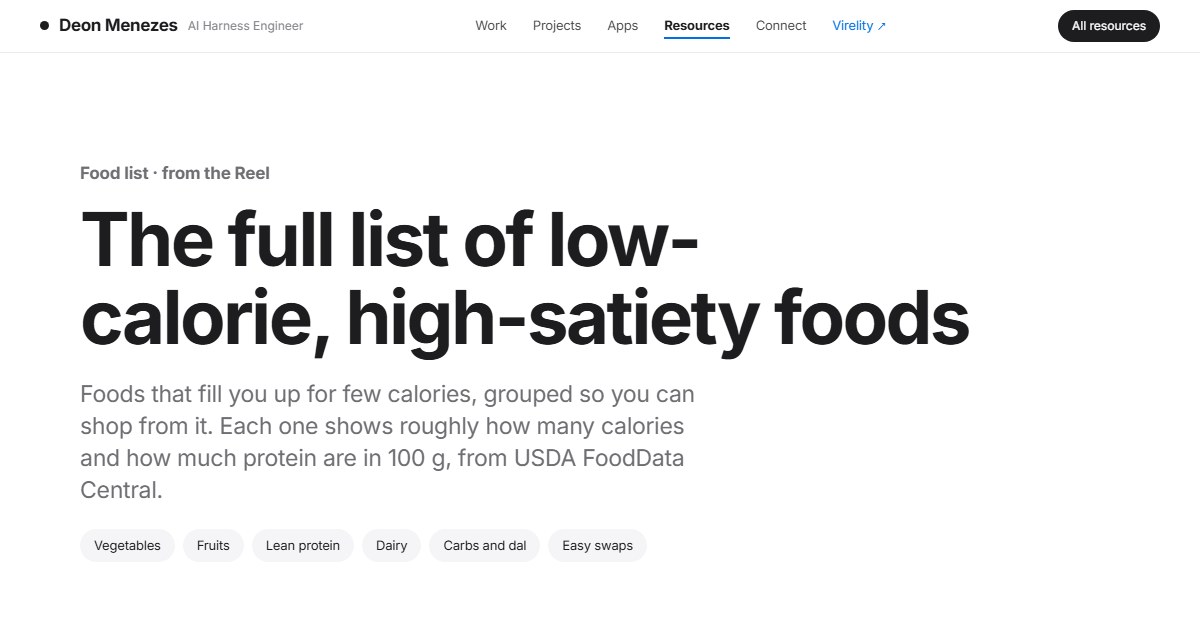 Deon Menezes AI Harness Engineer Work Projects Apps Resources Connect Virelity ↗ All resources
Food list · from the Reel
The full list of low-
calorie, high-satiety foods
Foods that fill you up for few calories, grouped so you can
shop from it. Each one shows roughly how many calories
and how much protein are in 100 g, from USDA FoodData
Central.
Vegetables Fruits Lean protein Dairy Carbs and dal Easy swaps